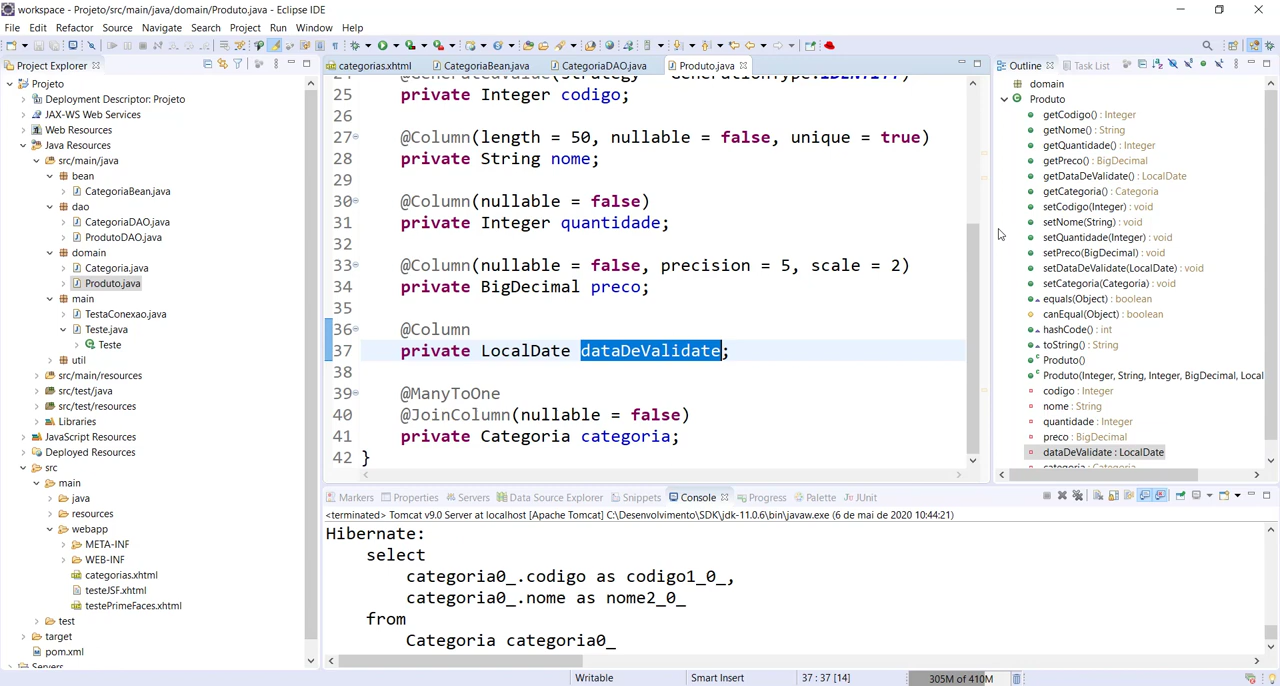 workspace - Projeto/src/main/java/domain/Produto.java - Eclipse IDE
File Edit Refactor Source Navigate Search Project Run Window Help
Project Explorer
categorias.xhtml CategoriaBean.java CategoriaDAO.java Produto.java
Outline Task List
Projeto
Deployment Descriptor: Projeto
JAX-WS Web Services
Web Resources
Java Resources
src/main/java
bean
CategoriaBean.java
dao
CategoriaDAO.java
ProdutoDAO.java
domain
Categoria.java
Produto.java
main
TestaConexao.java
Teste.java
Teste
util
src/main/resources
src/test/java
src/test/resources
Libraries
JavaScript Resources
Deployed Resources
src
main
java
resources
webapp
META-INF
WEB-INF
categorias.xhtml
testeJSF.xhtml
testePrimeFaces.xhtml
test
target
pom.xml
Servers
25 private Integer codigo;
26
27 @Column(length = 50, nullable = false, unique = true)
28 private String nome;
29
30 @Column(nullable = false)
31 private Integer quantidade;
32
33 @Column(nullable = false, precision = 5, scale = 2)
34 private BigDecimal preco;
35
36 @Column
37 private LocalDate dataDeValidate;
38
39 @ManyToOne
40 @JoinColumn(nullable = false)
41 private Categoria categoria;
42 }
domain
Produto
getCodigo() : Integer
getNome() : String
getQuantidade() : Integer
getPreco() : BigDecimal
getDataDeValidate() : LocalDate
getCategoria() : Categoria
setCodigo(Integer) : void
setNome(String) : void
setQuantidade(Integer) : void
setPreco(BigDecimal) : void
setDataDeValidate(LocalDate) : void
setCategoria(Categoria) : void
equals(Object) : boolean
canEqual(Object) : boolean
hashCode() : int
toString() : String
Produto()
Produto(Integer, String, Integer, BigDecimal, Local
codigo : Integer
nome : String
quantidade : Integer
preco : BigDecimal
dataDeValidate : LocalDate
categoria : Categoria
Markers Properties Servers Data Source Explorer Snippets Console Progress Palette JUnit
<terminated> Tomcat v9.0 Server at localhost [Apache Tomcat] C:\Desenvolvimento\SDK\jdk-11.0.6\bin\javaw.exe (6 de mai de 2020 10:44:21)
Hibernate:
select
categoria0_.codigo as codigo1_0_,
categoria0_.nome as nome2_0_
from
Categoria categoria0_
Writable Smart Insert 37 : 37 [14] 305M of 410M